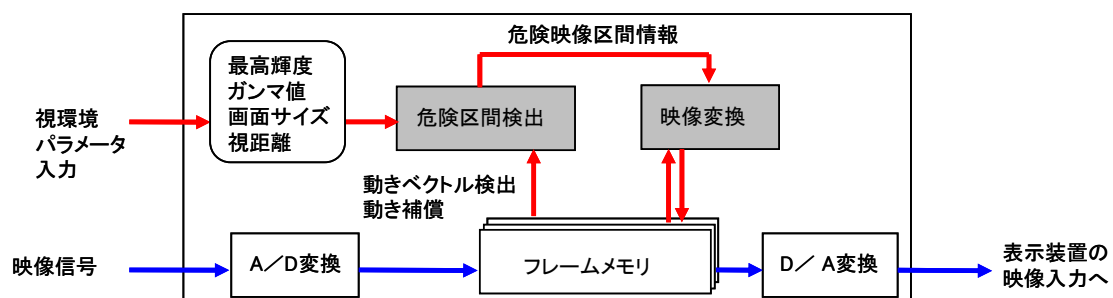 危険映像区間情報
最高輝度
ガンマ値
画面サイズ
視距離
危険区間検出
映像変換
視環境
パラメータ
入力
動きベクトル検出
動き補償
映像信号
A/D変換
フレームメモリ
D/ A変換
表示装置の
映像入力へ